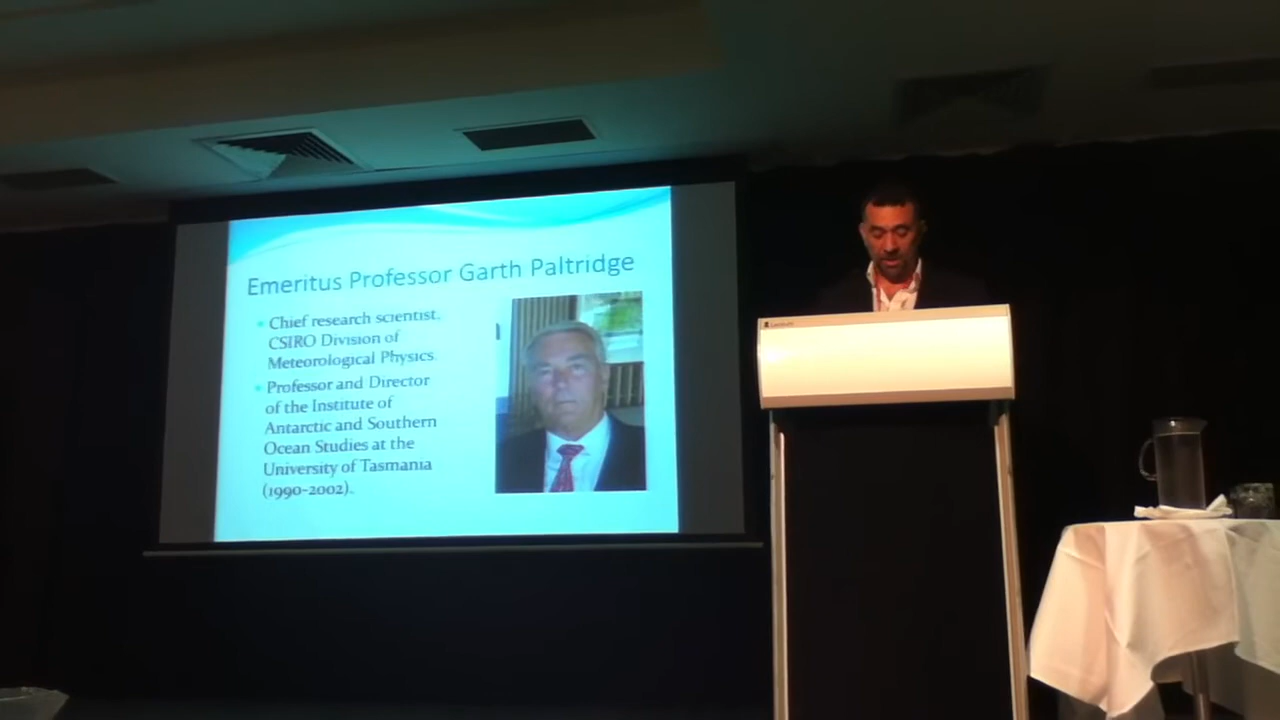 Emeritus Professor Garth Paltridge
Chief research scientist.
CSIRO Division of
Meteorological Physics.
Professor and Director
of the Institute of
Antarctic and Southern
Ocean Studies at the
University of Tasmania
(1990-2002).